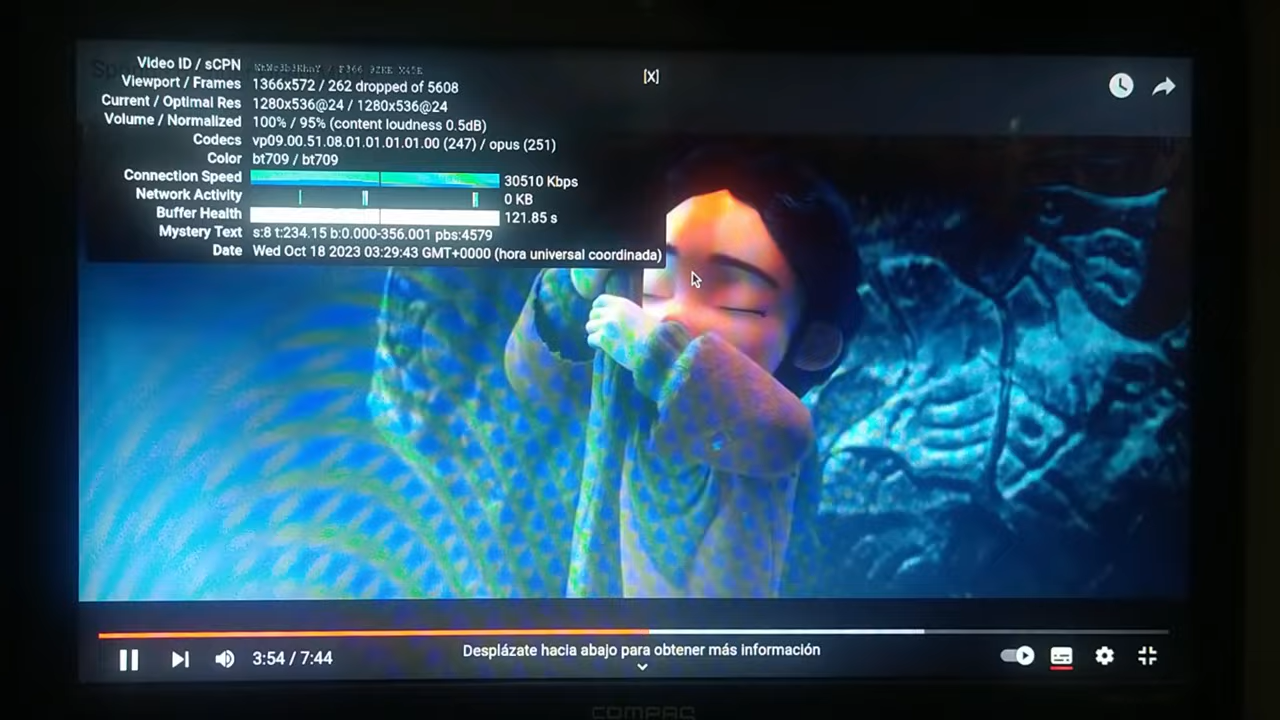 Video ID / sCPN
Viewport / Frames 1366x572 / 262 dropped of 5608
Current / Optimal Res 1280x536@24 / 1280x536@24
Volume / Normalized 100% / 95% (content loudness 0.5dB)
Codecs vp09.00.51.08.01.01.01.01.00 (247) / opus (251)
Color bt709 / bt709
Connection Speed 30510 Kbps
Network Activity 0 KB
Buffer Health 121.85 s
Mystery Text s:8 t:234.15 b:0.000-356.001 pbs:4579
Date Wed Oct 18 2023 03:29:43 GMT+0000 (hora universal coordinada)
[X]
3:54 / 7:44
Desplázate hacia abajo para obtener más información
COMPAQ